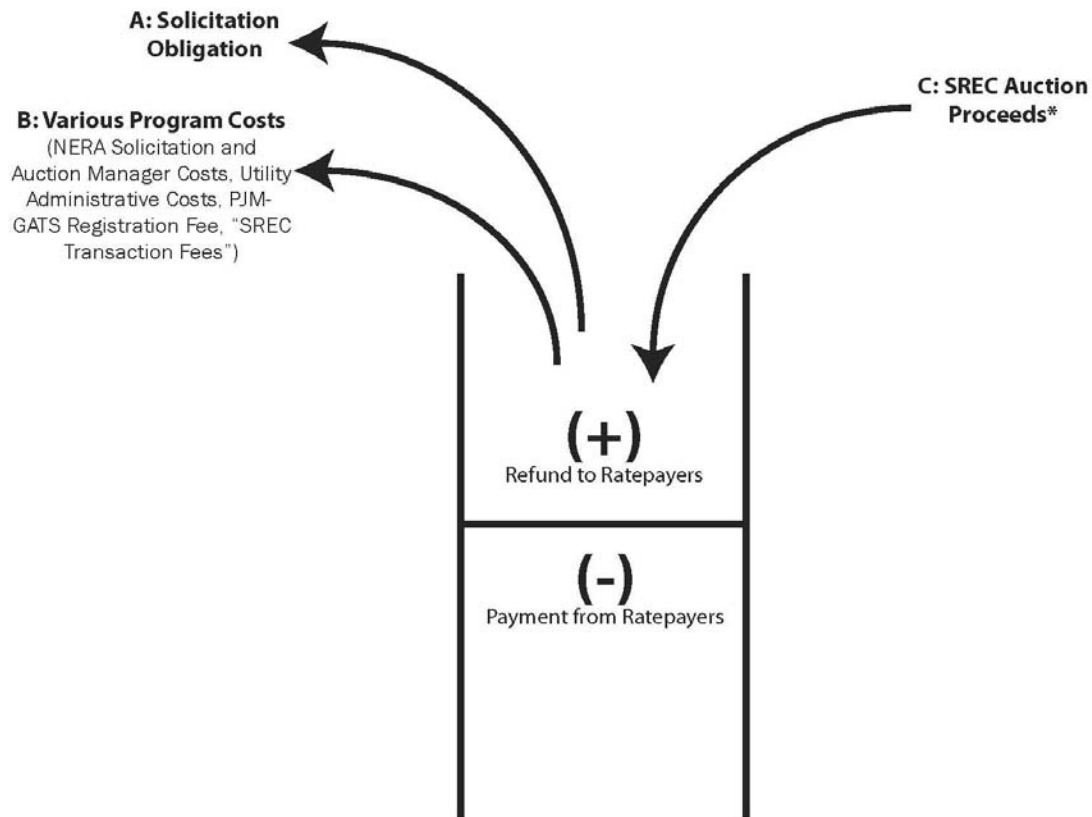 A: Solicitation
Obligation
B: Various Program Costs
(NERA Solicitation and
Auction Manager Costs, Utility
Administrative Costs, PJM-
GATS Registration Fee, “SREC
Transaction Fees”)
C: SREC Auction
Proceeds*
(+)
Refund to Ratepayers
(-)
Payment from Ratepayers